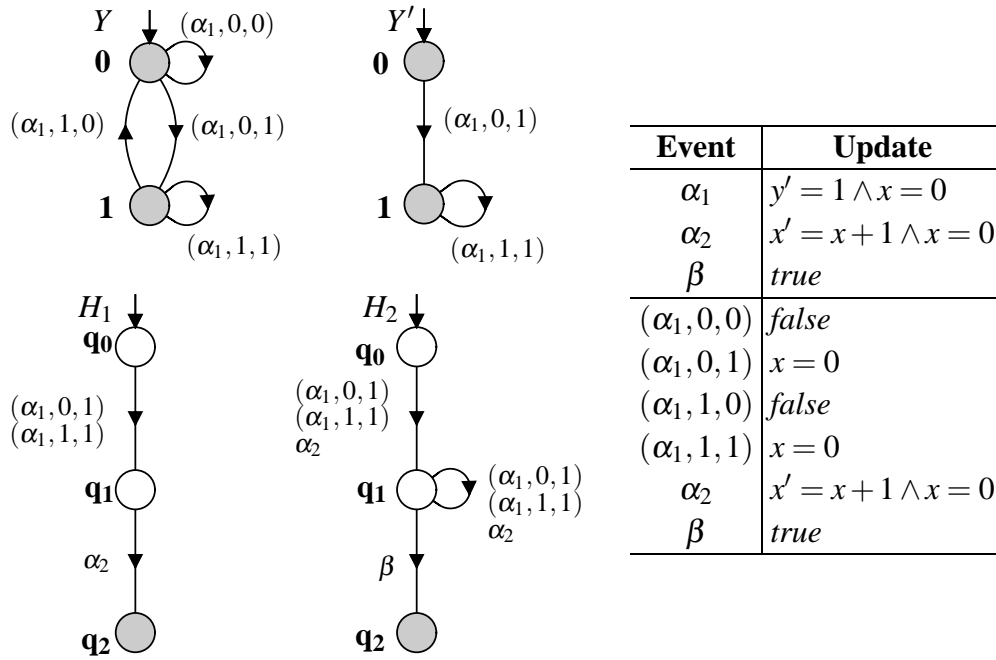 Y
(α₁,0,0)
0
(α₁,1,0)
(α₁,0,1)
1
(α₁,1,1)
Y′
0
(α₁,0,1)
1
(α₁,1,1)
H₁
q₀
(α₁,0,1)
(α₁,1,1)
q₁
α₂
q₂
H₂
q₀
(α₁,0,1)
(α₁,1,1)
α₂
q₁
(α₁,0,1)
(α₁,1,1)
α₂
β
q₂
Event Update
α₁ y′ = 1 ∧ x = 0
α₂ x′ = x + 1 ∧ x = 0
β true
(α₁,0,0) false
(α₁,0,1) x = 0
(α₁,1,0) false
(α₁,1,1) x = 0
α₂ x′ = x + 1 ∧ x = 0
β true